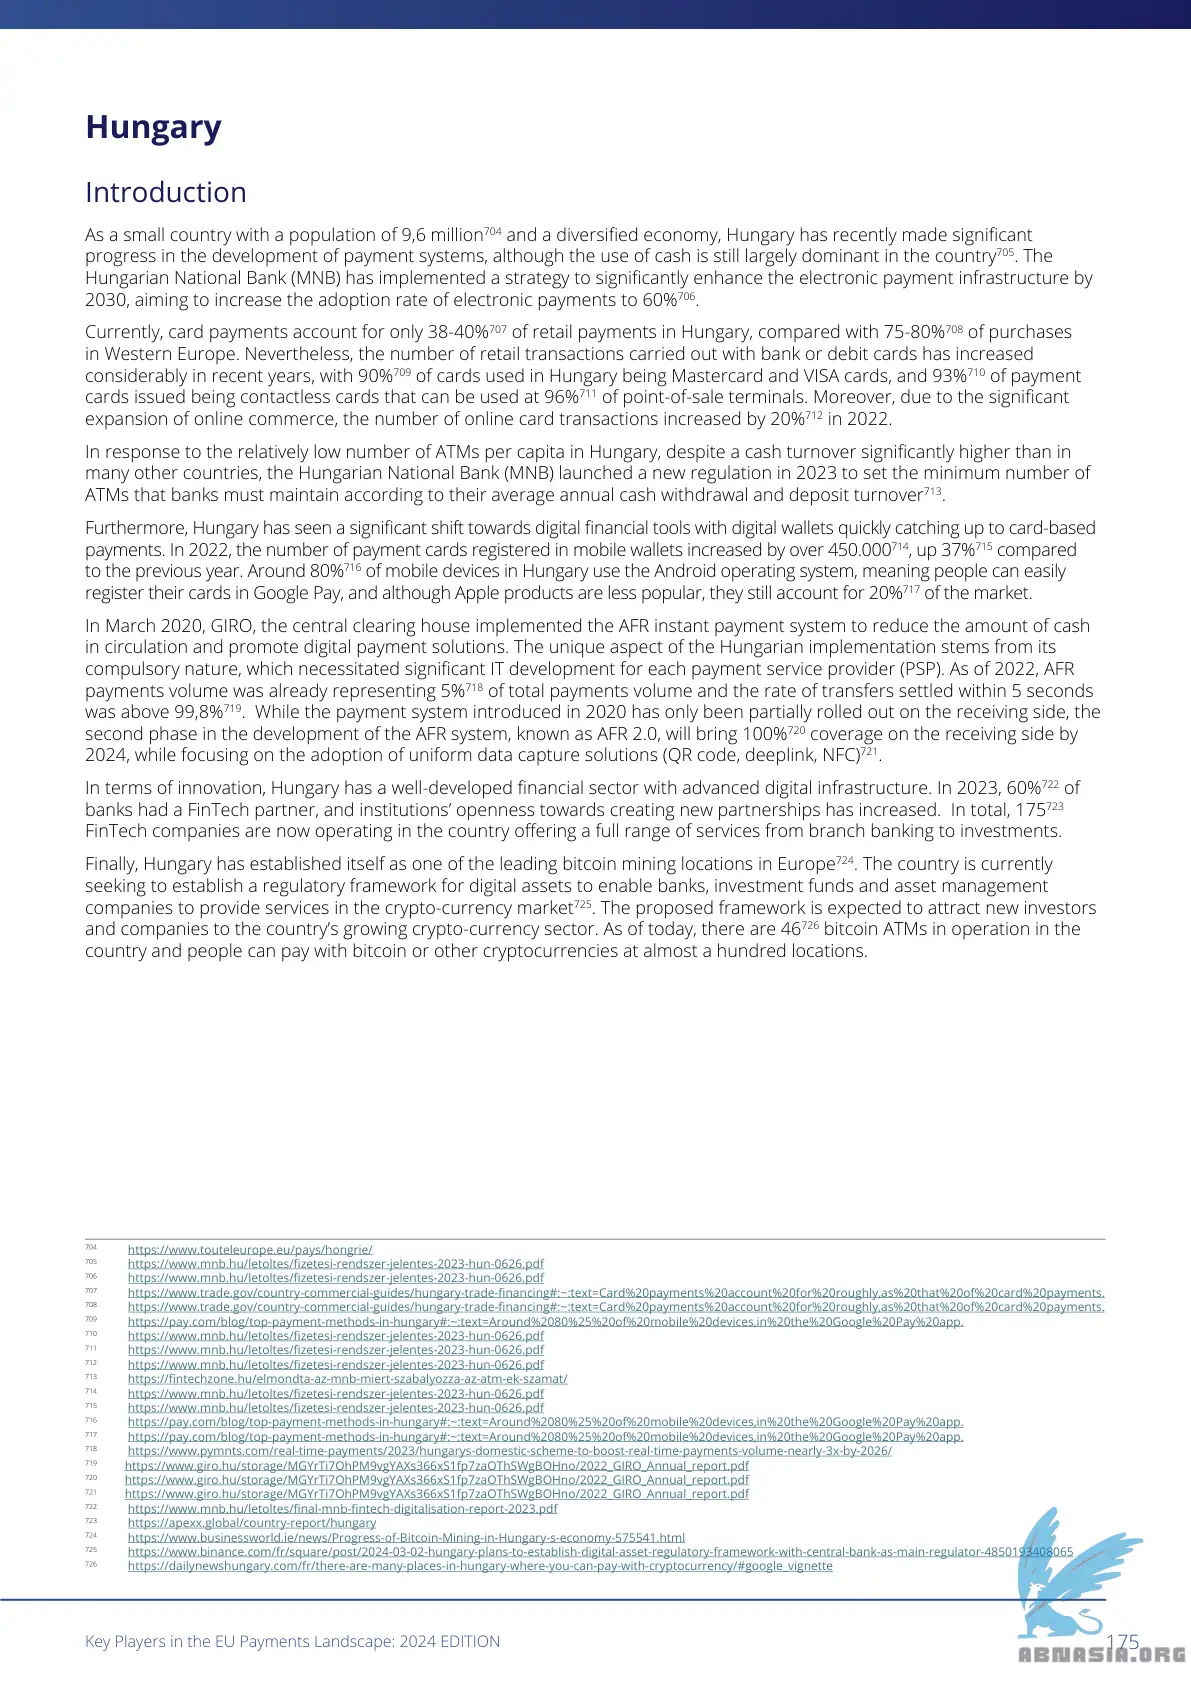 Hungary
Introduction
As a small country with a population of 9,6 million704 and a diversified economy, Hungary has recently made significant
progress in the development of payment systems, although the use of cash is still largely dominant in the country705. The
Hungarian National Bank (MNB) has implemented a strategy to significantly enhance the electronic payment infrastructure by
2030, aiming to increase the adoption rate of electronic payments to 60%706.
Currently, card payments account for only 38-40%707 of retail payments in Hungary, compared with 75-80%708 of purchases
in Western Europe. Nevertheless, the number of retail transactions carried out with bank or debit cards has increased
considerably in recent years, with 90%709 of cards used in Hungary being Mastercard and VISA cards, and 93%710 of payment
cards issued being contactless cards that can be used at 96%711 of point-of-sale terminals. Moreover, due to the significant
expansion of online commerce, the number of online card transactions increased by 20%712 in 2022.
In response to the relatively low number of ATMs per capita in Hungary, despite a cash turnover significantly higher than in
many other countries, the Hungarian National Bank (MNB) launched a new regulation in 2023 to set the minimum number of
ATMs that banks must maintain according to their average annual cash withdrawal and deposit turnover713.
Furthermore, Hungary has seen a significant shift towards digital financial tools with digital wallets quickly catching up to card-based
payments. In 2022, the number of payment cards registered in mobile wallets increased by over 450.000714, up 37%715 compared
to the previous year. Around 80%716 of mobile devices in Hungary use the Android operating system, meaning people can easily
register their cards in Google Pay, and although Apple products are less popular, they still account for 20%717 of the market.
In March 2020, GIRO, the central clearing house implemented the AFR instant payment system to reduce the amount of cash
in circulation and promote digital payment solutions. The unique aspect of the Hungarian implementation stems from its
compulsory nature, which necessitated significant IT development for each payment service provider (PSP). As of 2022, AFR
payments volume was already representing 5%718 of total payments volume and the rate of transfers settled within 5 seconds
was above 99,8%719.  While the payment system introduced in 2020 has only been partially rolled out on the receiving side, the
second phase in the development of the AFR system, known as AFR 2.0, will bring 100%720 coverage on the receiving side by
2024, while focusing on the adoption of uniform data capture solutions (QR code, deeplink, NFC)721.
In terms of innovation, Hungary has a well-developed financial sector with advanced digital infrastructure. In 2023, 60%722 of
banks had a FinTech partner, and institutions’ openness towards creating new partnerships has increased.  In total, 175723
FinTech companies are now operating in the country offering a full range of services from branch banking to investments.
Finally, Hungary has established itself as one of the leading bitcoin mining locations in Europe724. The country is currently
seeking to establish a regulatory framework for digital assets to enable banks, investment funds and asset management
companies to provide services in the crypto-currency market725. The proposed framework is expected to attract new investors
and companies to the country’s growing crypto-currency sector. As of today, there are 46726 bitcoin ATMs in operation in the
country and people can pay with bitcoin or other cryptocurrencies at almost a hundred locations.
704 https://www.touteleurope.eu/pays/hongrie/
705 https://www.mnb.hu/letoltes/fizetesi-rendszer-jelentes-2023-hun-0626.pdf
706 https://www.mnb.hu/letoltes/fizetesi-rendszer-jelentes-2023-hun-0626.pdf
707 https://www.trade.gov/country-commercial-guides/hungary-trade-financing#:~:text=Card%20payments%20account%20for%20roughly,as%20that%20of%20card%20payments.
708 https://www.trade.gov/country-commercial-guides/hungary-trade-financing#:~:text=Card%20payments%20account%20for%20roughly,as%20that%20of%20card%20payments.
709 https://pay.com/blog/top-payment-methods-in-hungary#:~:text=Around%2080%25%20of%20mobile%20devices,in%20the%20Google%20Pay%20app.
710 https://www.mnb.hu/letoltes/fizetesi-rendszer-jelentes-2023-hun-0626.pdf
711 https://www.mnb.hu/letoltes/fizetesi-rendszer-jelentes-2023-hun-0626.pdf
712 https://www.mnb.hu/letoltes/fizetesi-rendszer-jelentes-2023-hun-0626.pdf
713 https://fintechzone.hu/elmondta-az-mnb-miert-szabalyozza-az-atm-ek-szamat/
714 https://www.mnb.hu/letoltes/fizetesi-rendszer-jelentes-2023-hun-0626.pdf
715 https://www.mnb.hu/letoltes/fizetesi-rendszer-jelentes-2023-hun-0626.pdf
716 https://pay.com/blog/top-payment-methods-in-hungary#:~:text=Around%2080%25%20of%20mobile%20devices,in%20the%20Google%20Pay%20app.
717 https://pay.com/blog/top-payment-methods-in-hungary#:~:text=Around%2080%25%20of%20mobile%20devices,in%20the%20Google%20Pay%20app.
718 https://www.pymnts.com/real-time-payments/2023/hungarys-domestic-scheme-to-boost-real-time-payments-volume-nearly-3x-by-2026/
719 https://www.giro.hu/storage/MGYrTi7OhPM9vgYAXs366xS1fp7zaOThSWgBOHno/2022_GIRO_Annual_report.pdf
720 https://www.giro.hu/storage/MGYrTi7OhPM9vgYAXs366xS1fp7zaOThSWgBOHno/2022_GIRO_Annual_report.pdf
721 https://www.giro.hu/storage/MGYrTi7OhPM9vgYAXs366xS1fp7zaOThSWgBOHno/2022_GIRO_Annual_report.pdf
722 https://www.mnb.hu/letoltes/final-mnb-fintech-digitalisation-report-2023.pdf
723 https://apexx.global/country-report/hungary
724 https://www.businessworld.ie/news/Progress-of-Bitcoin-Mining-in-Hungary-s-economy-575541.html
725 https://www.binance.com/fr/square/post/2024-03-02-hungary-plans-to-establish-digital-asset-regulatory-framework-with-central-bank-as-main-regulator-4850193408065
726 https://dailynewshungary.com/fr/there-are-many-places-in-hungary-where-you-can-pay-with-cryptocurrency/#google_vignette
Key Players in the EU Payments Landscape: 2024 EDITION
175
ABNASIA.ORG